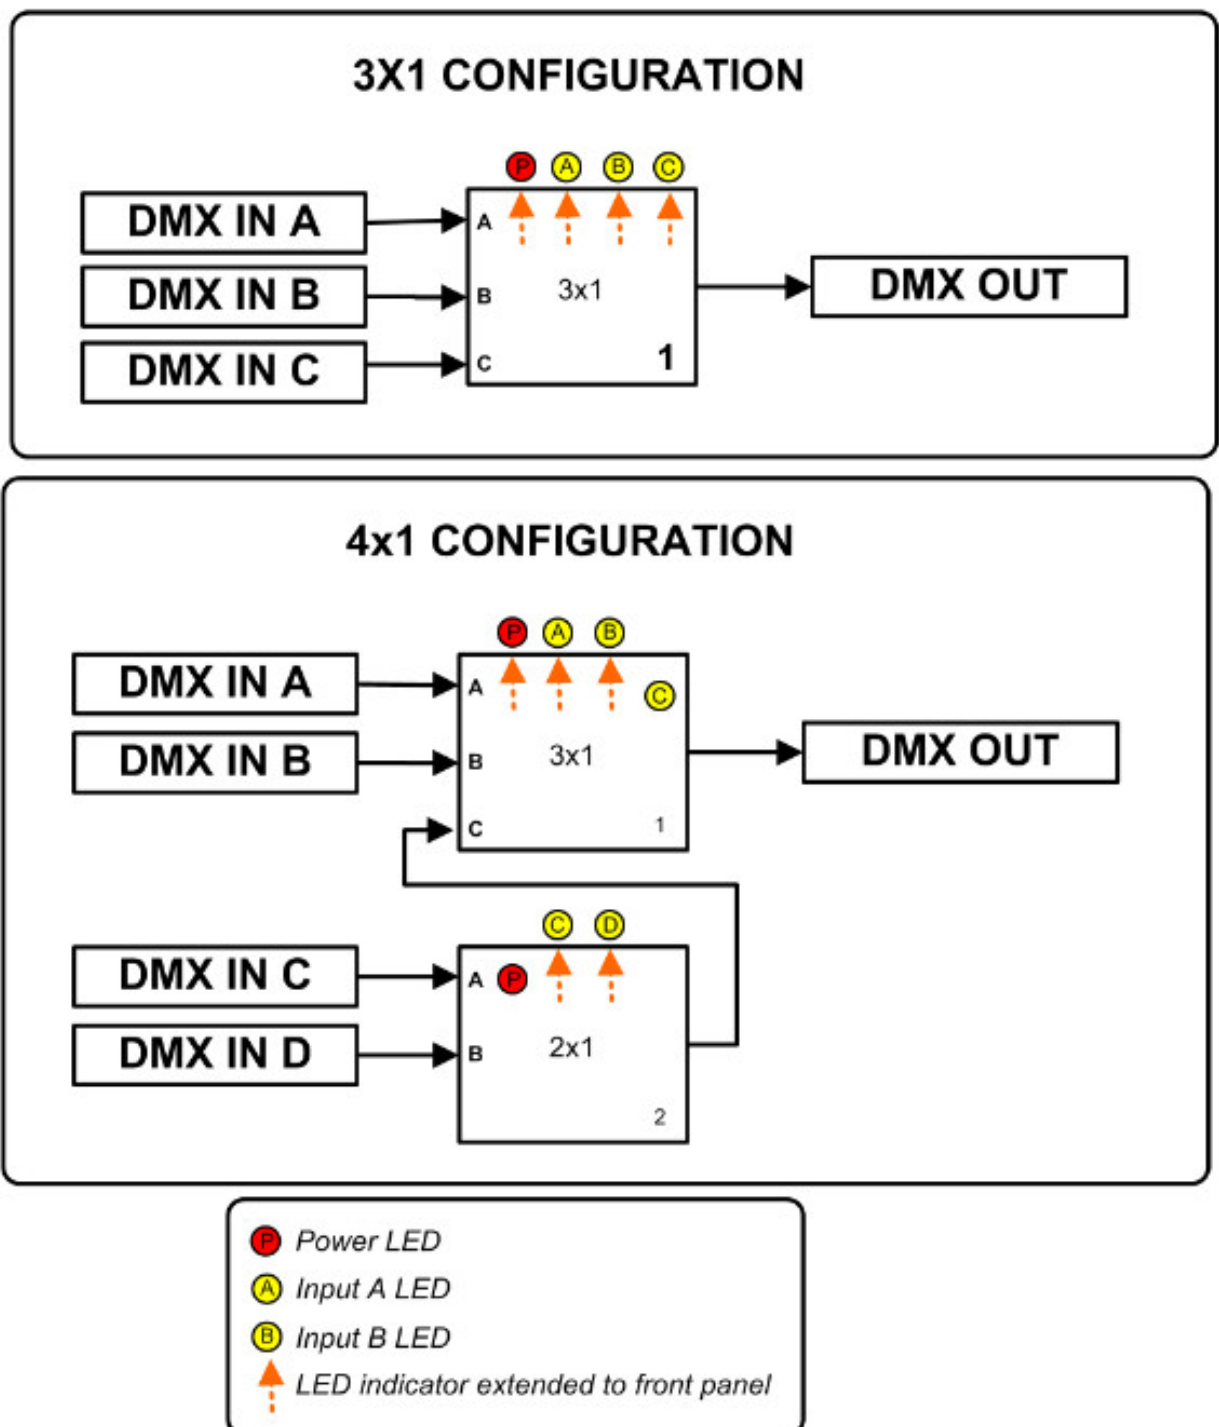 3X1 CONFIGURATION
P A B C
DMX IN A
A
DMX IN B
B
3x1
DMX OUT
DMX IN C
C
1
4x1 CONFIGURATION
P A B
DMX IN A
A
C
DMX IN B
B
3x1
DMX OUT
C
1
C D
DMX IN C
A P
DMX IN D
B
2x1
2
P Power LED
A Input A LED
B Input B LED
LED indicator extended to front panel